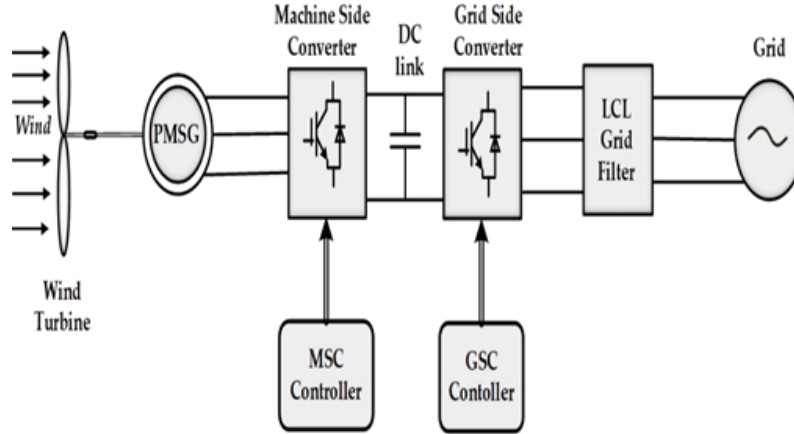 Machine Side
Converter
DC
link
Grid Side
Converter
Grid
Wind
PMSG
LCL
Grid
Filter
Wind
Turbine
MSC
Controller
GSC
Contoller